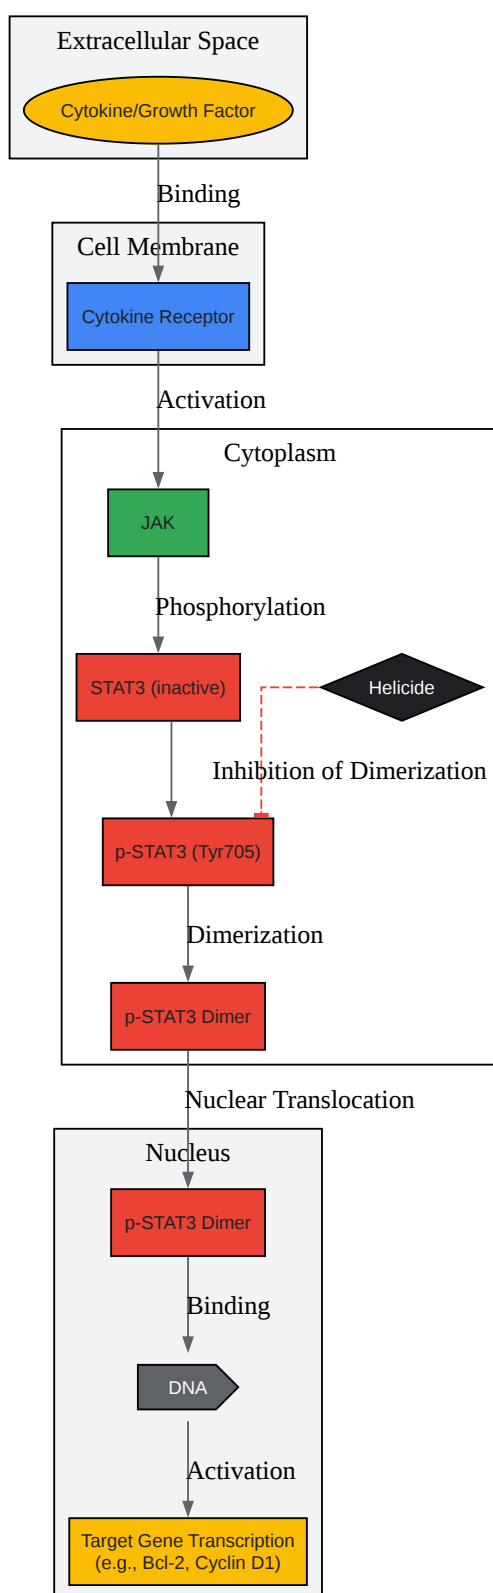 Extracellular Space
Cytokine/Growth Factor
Binding
Cell Membrane
Cytokine Receptor
Activation
Cytoplasm
JAK
Phosphorylation
STAT3 (inactive)
Helicide
Inhibition of Dimerization
p-STAT3 (Tyr705)
Dimerization
p-STAT3 Dimer
Nuclear Translocation
Nucleus
p-STAT3 Dimer
Binding
DNA
Activation
Target Gene Transcription
(e.g., Bcl-2, Cyclin D1)